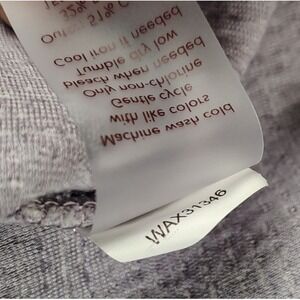 Machine wash cold
with like colors
Gentle cycle
Only non-chlorine
bleach when needed
Tumble dry low
Cool iron if needed
WAX31346